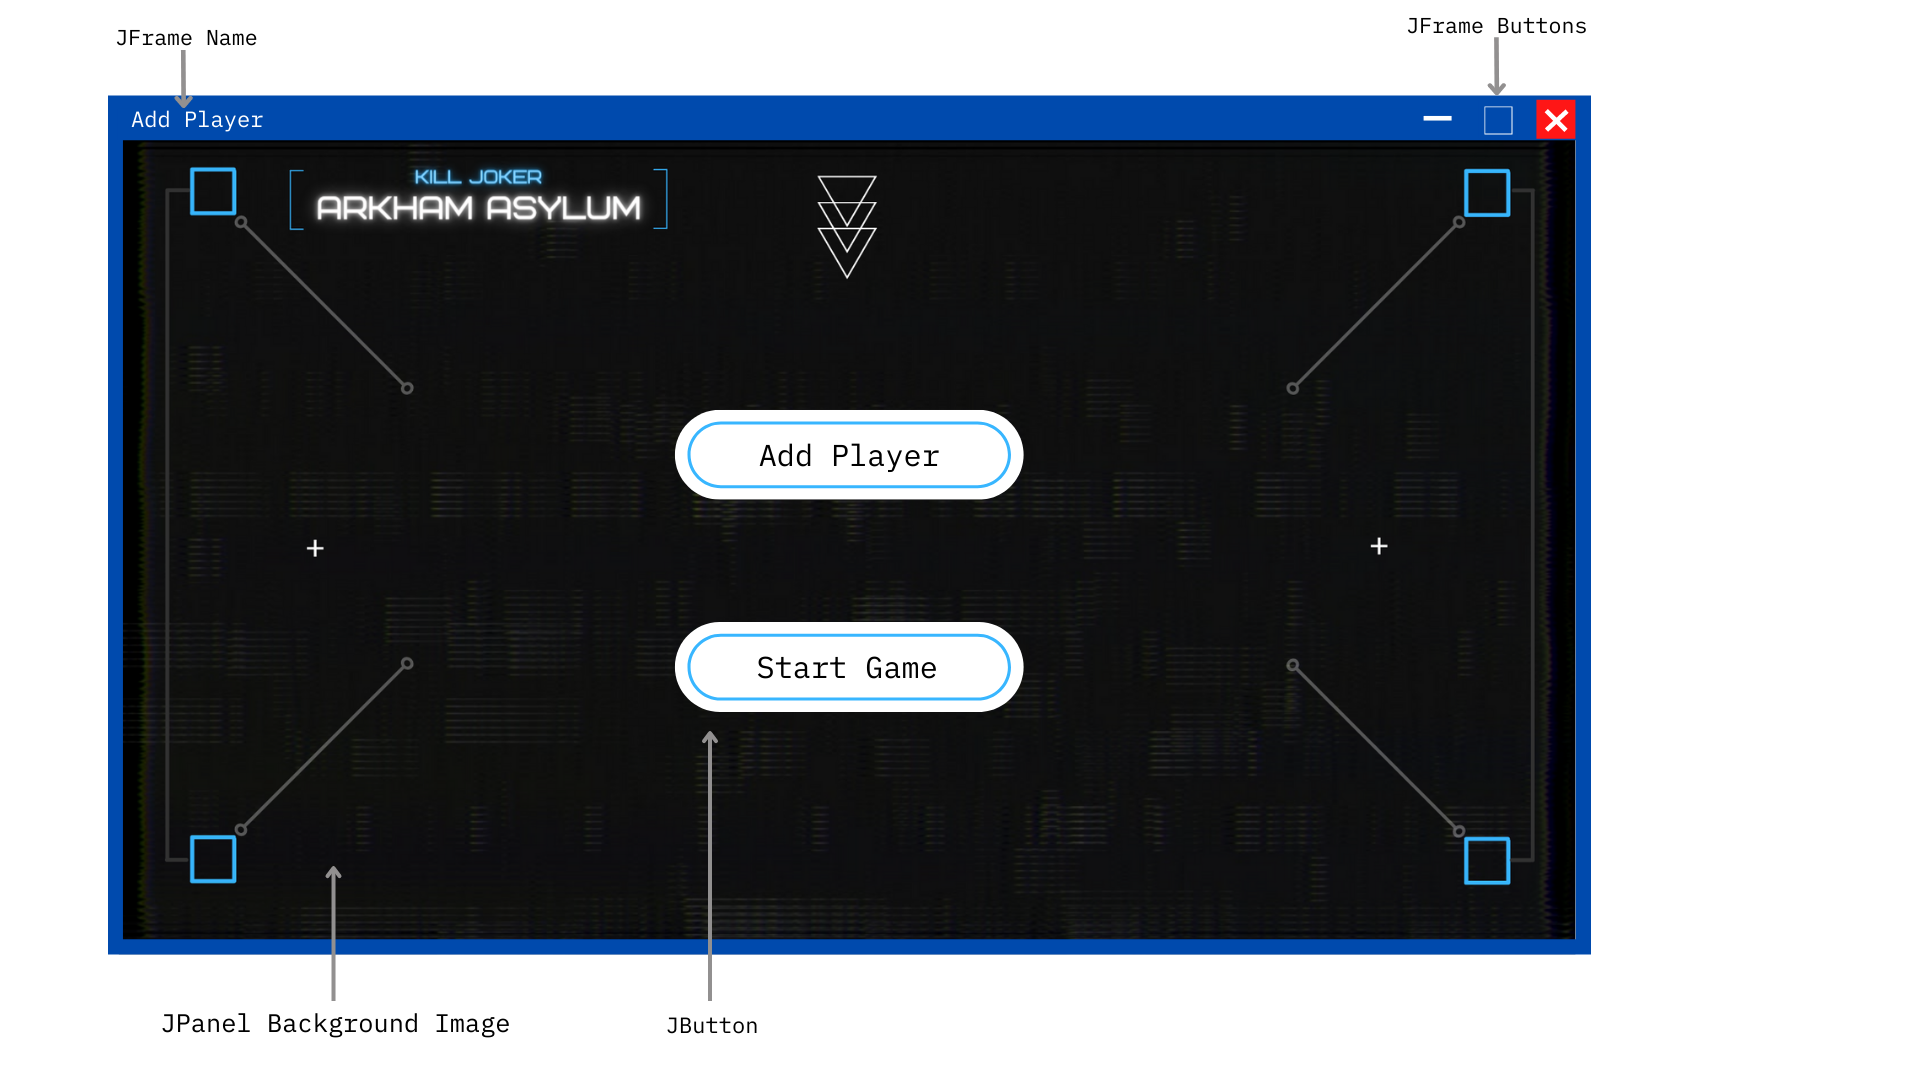 JFrame Name
JFrame Buttons
Add Player
KILL JOKER
ARKHAM ASYLUM
Add Player
Start Game
JPanel Background Image
JButton